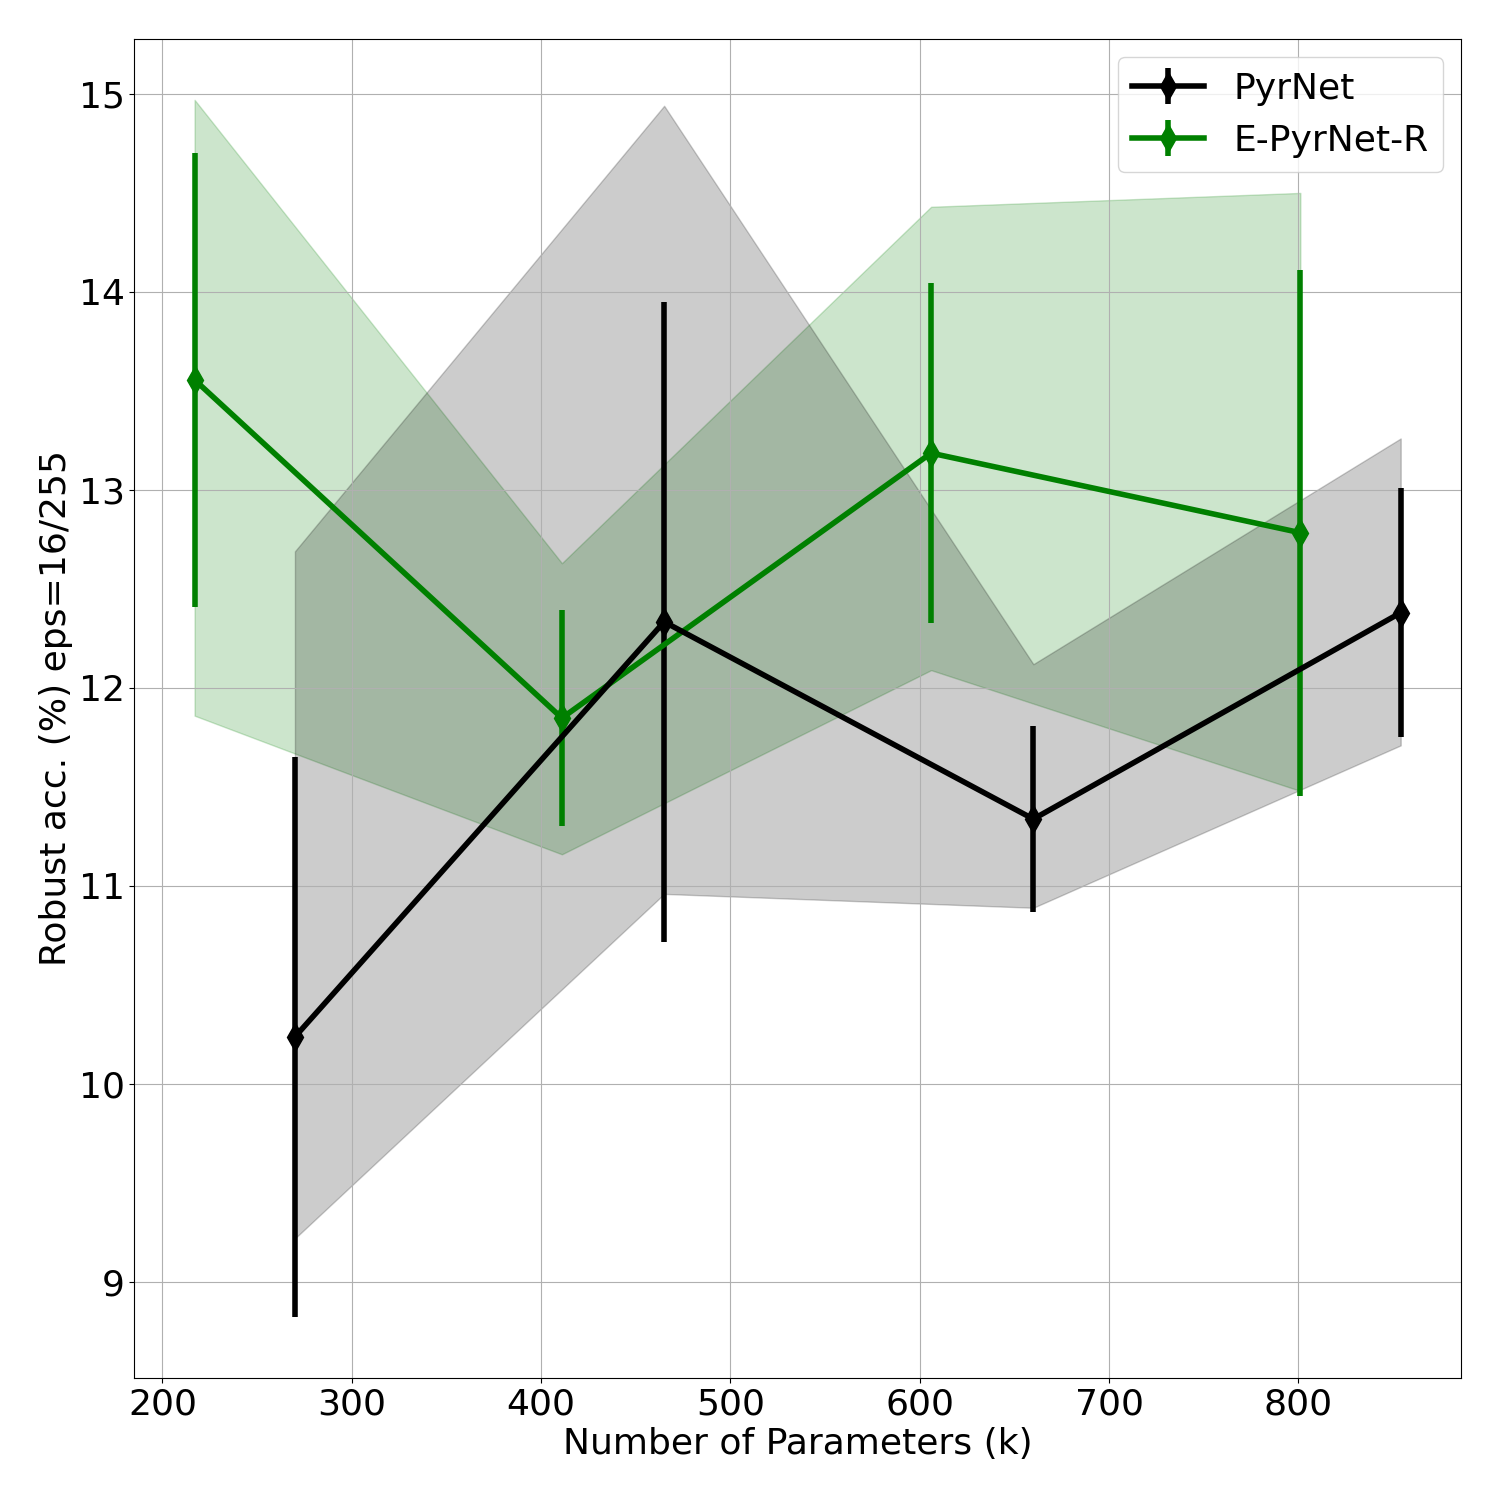 PyrNet
E-PyrNet-R
15
14
13
12
11
10
9
Robust acc. (%) eps=16/255
200 300 400 500 600 700 800
Number of Parameters (k)